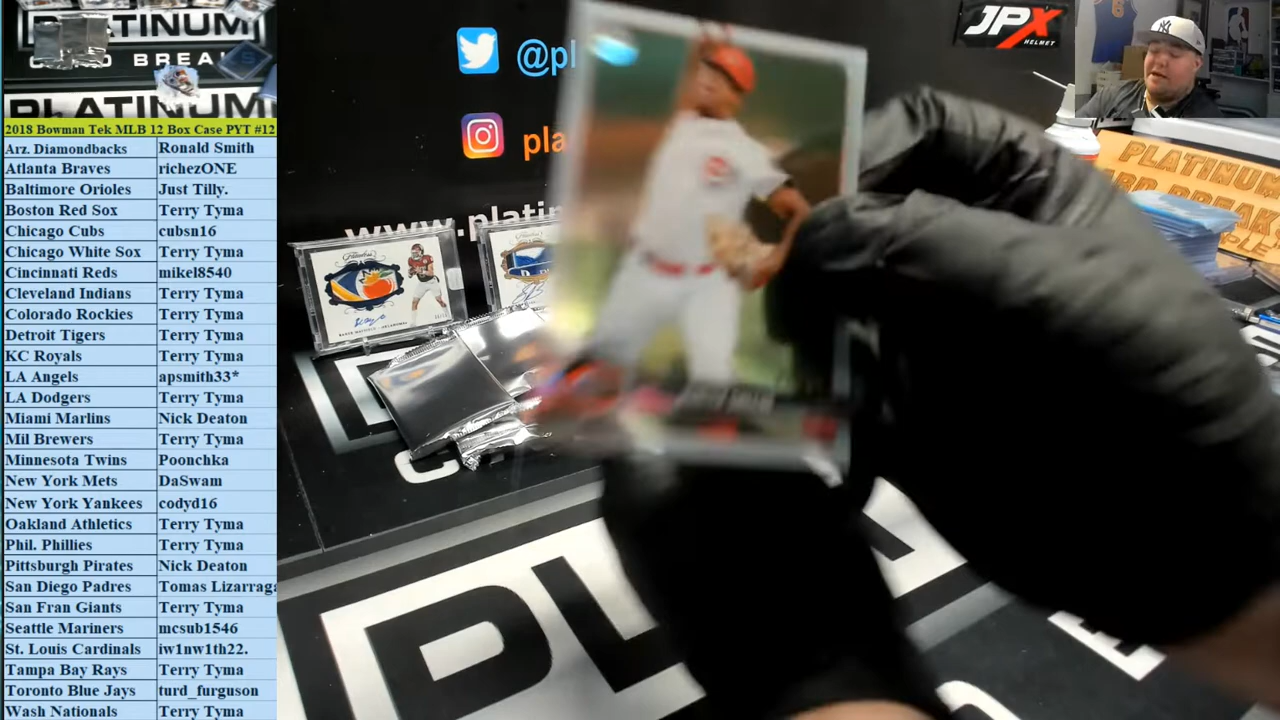 PLATINUM
BREA
PLATINUM
2018 Bowman Tek MLB 12 Box Case PYT #12
Arz. Diamondbacks Ronald Smith
Atlanta Braves richezONE
Baltimore Orioles Just Tilly.
Boston Red Sox Terry Tyma
Chicago Cubs cubsn16
Chicago White Sox Terry Tyma
Cincinnati Reds mikel8540
Cleveland Indians Terry Tyma
Colorado Rockies Terry Tyma
Detroit Tigers Terry Tyma
KC Royals Terry Tyma
LA Angels apsmith33*
LA Dodgers Terry Tyma
Miami Marlins Nick Deaton
Mil Brewers Terry Tyma
Minnesota Twins Poonchka
New York Mets DaSwam
New York Yankees codyd16
Oakland Athletics Terry Tyma
Phil. Phillies Terry Tyma
Pittsburgh Pirates Nick Deaton
San Diego Padres Tomas Lizarraga
San Fran Giants Terry Tyma
Seattle Mariners mcsub1546
St. Louis Cardinals iw1nw1th22.
Tampa Bay Rays Terry Tyma
Toronto Blue Jays turd_furguson
Wash Nationals Terry Tyma
@pl
pla
www.platin
JPX
HELMET
PLATINUM
BREAKS
PL